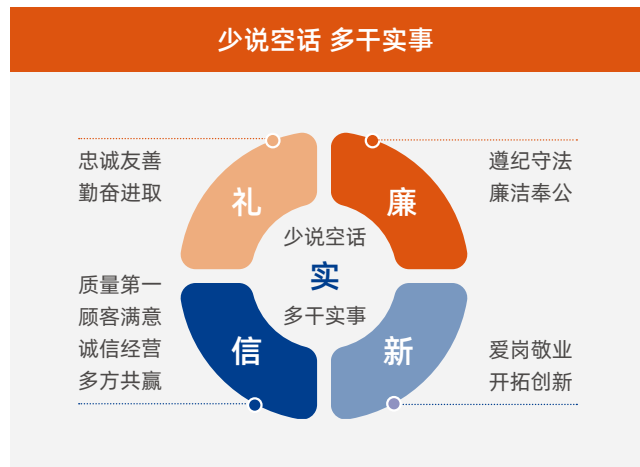 少说空话 多干实事
忠诚友善
勤奋进取
礼
廉
遵纪守法
廉洁奉公
少说空话
实
多干实事
质量第一
顾客满意
诚信经营
多方共赢
信
新
爱岗敬业
开拓创新